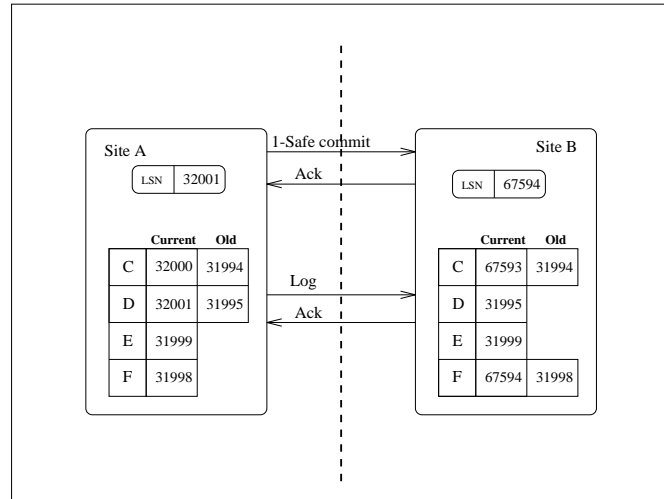 1-Safe commit
Site A
Site B
Ack
LSN 32001
LSN 67594
Current Old
Current Old
C 32000 31994
C 67593 31994
Log
D 32001 31995
D 31995
Ack
E 31999
E 31999
F 31998
F 67594 31998